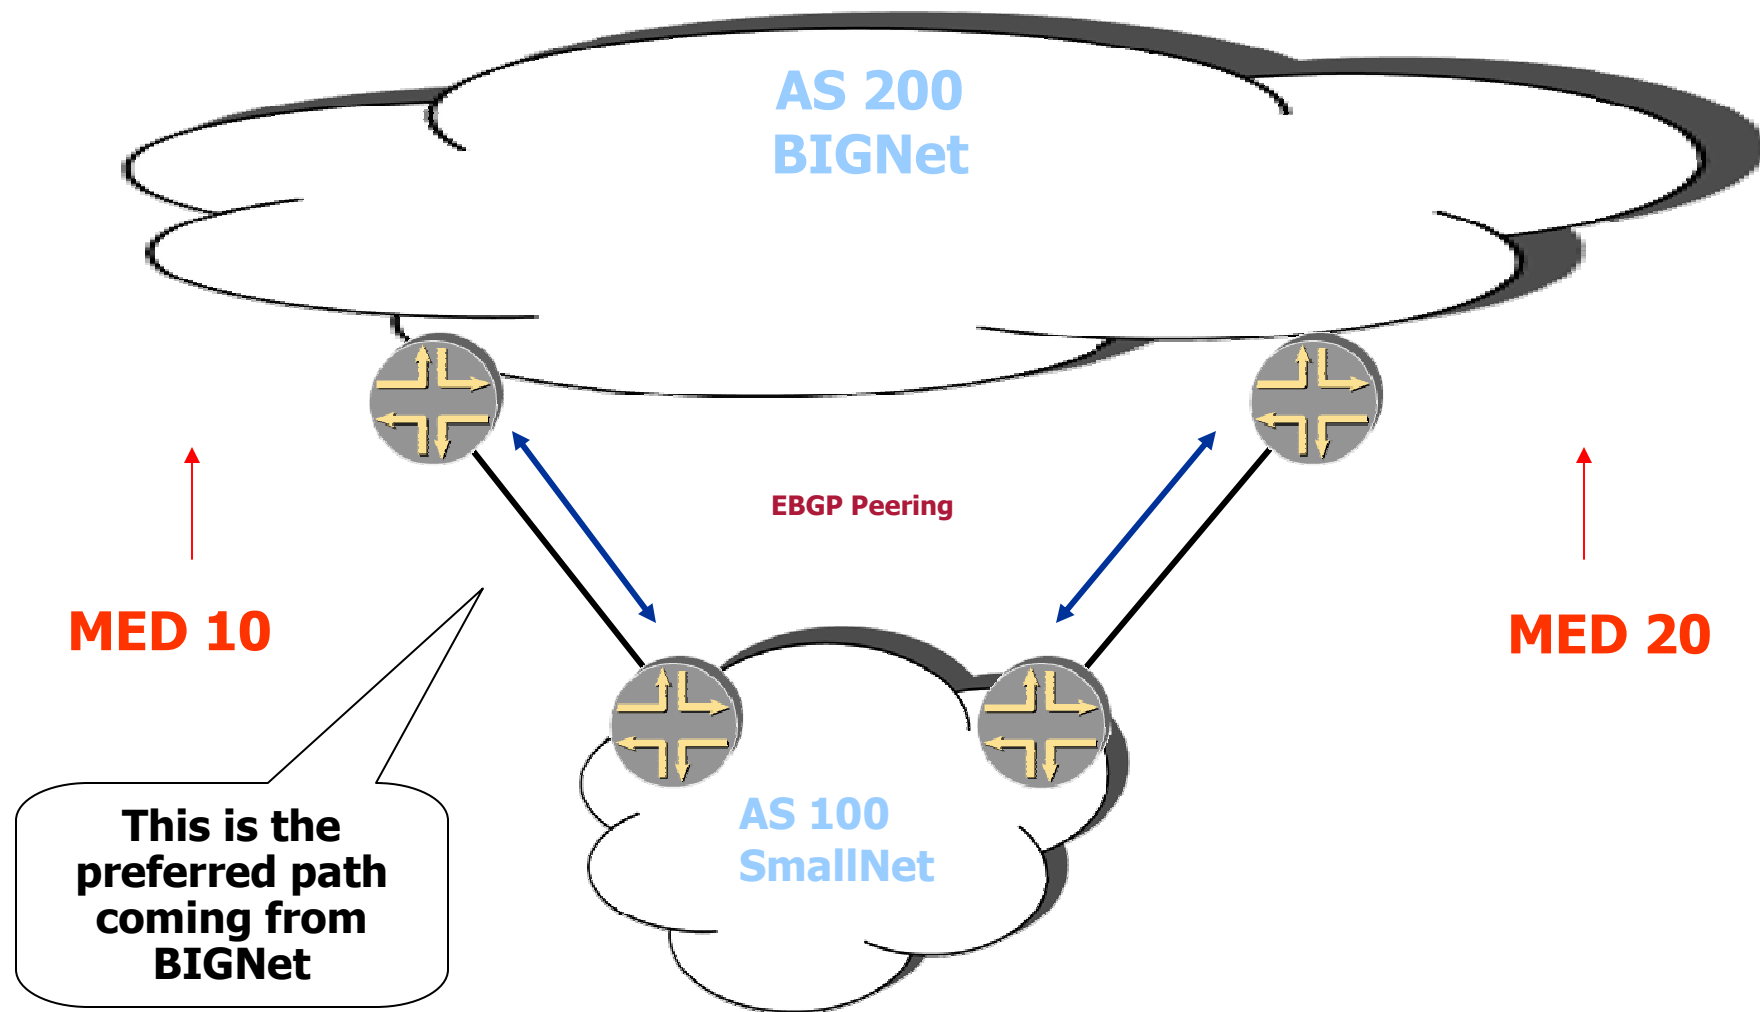 AS 200
BIGNet
EBGP Peering
MED 10
MED 20
This is the
preferred path
coming from
BIGNet
AS 100
SmallNet